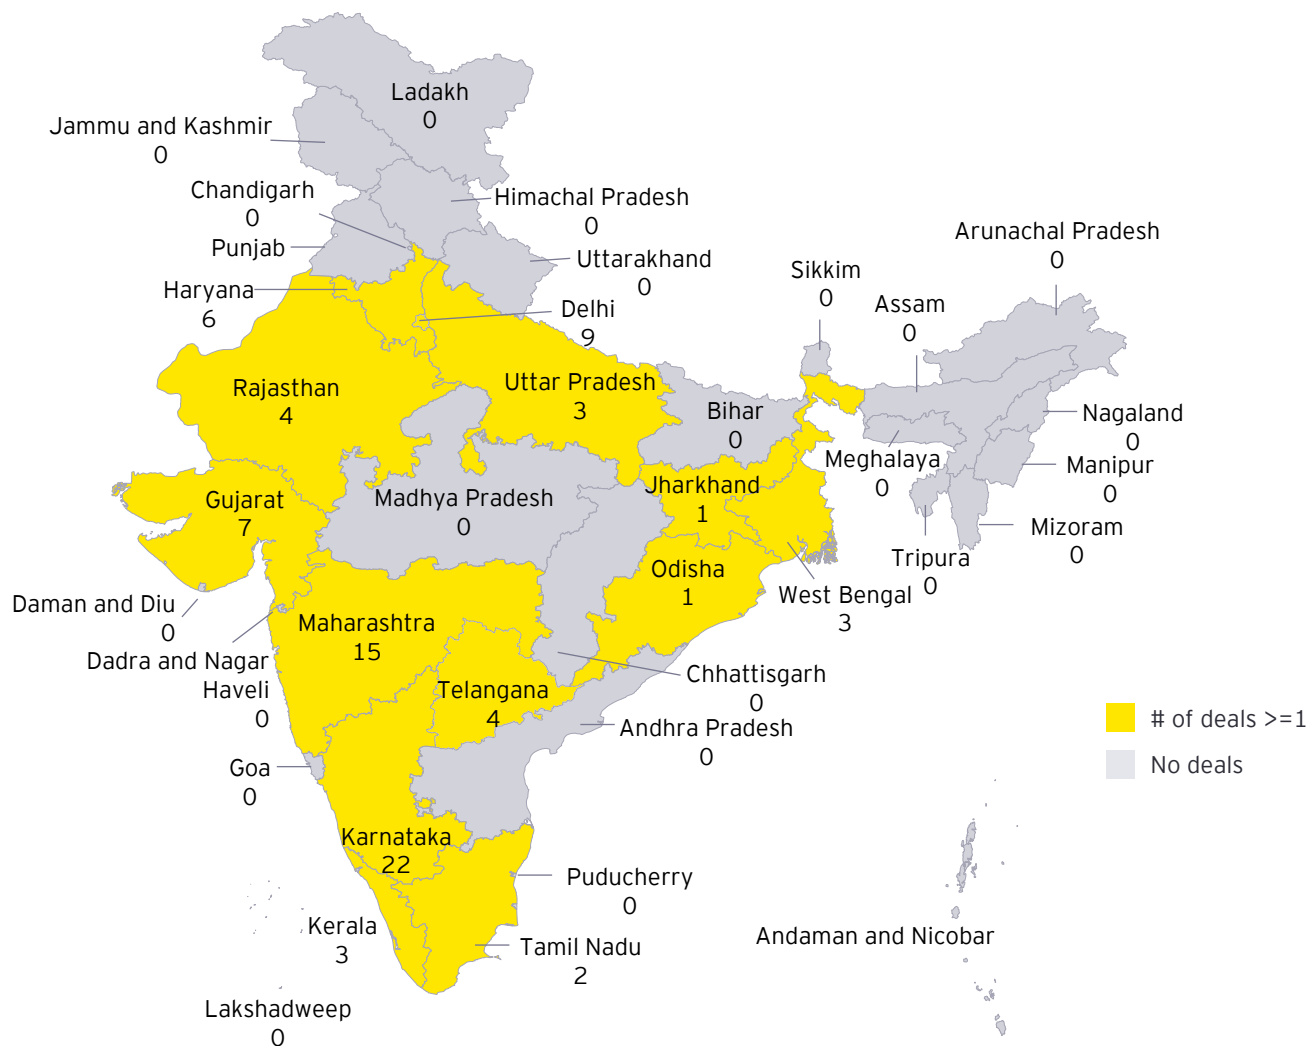 Ladakh
0
Jammu and Kashmir
0
Chandigarh
0
Himachal Pradesh
0
Punjab
Uttarakhand
0
Arunachal Pradesh
0
Sikkim
0
Assam
0
Haryana
6
Delhi
9
Rajasthan
4
Uttar Pradesh
3
Bihar
0
Nagaland
0
Meghalaya
0
Manipur
0
Gujarat
7
Madhya Pradesh
0
Jharkhand
1
Mizoram
0
Tripura
0
Odisha
1
West Bengal
3
Daman and Diu
0
Maharashtra
15
Dadra and Nagar
Haveli
0
Telangana
4
Chhattisgarh
0
Andhra Pradesh
0
# of deals >=1
No deals
Goa
0
Karnataka
22
Puducherry
0
Kerala
3
Tamil Nadu
2
Andaman and Nicobar
Lakshadweep
0